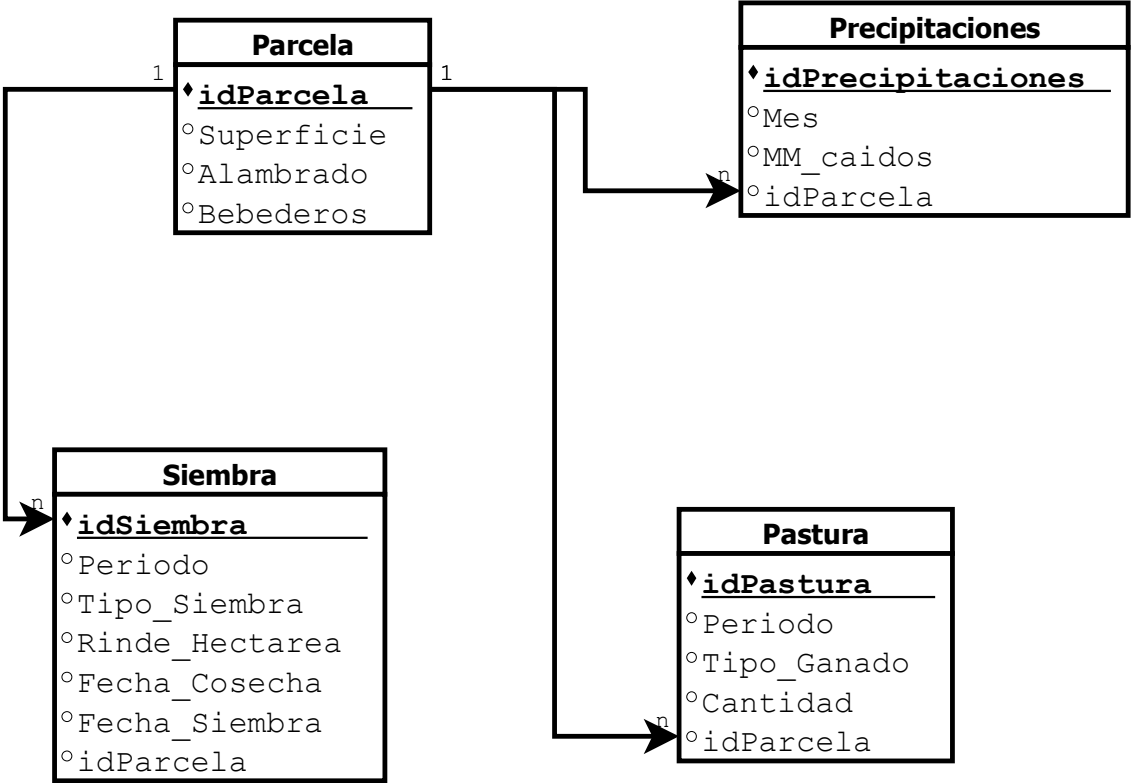 Parcela
idParcela
Superficie
Alambrado
Bebederos
1
1
Precipitaciones
idPrecipitaciones
Mes
MM_caidos
idParcela
n
Siembra
idSiembra
Periodo
Tipo_Siembra
Rinde_Hectarea
Fecha_Cosecha
Fecha_Siembra
idParcela
n
Pastura
idPastura
Periodo
Tipo_Ganado
Cantidad
idParcela
n